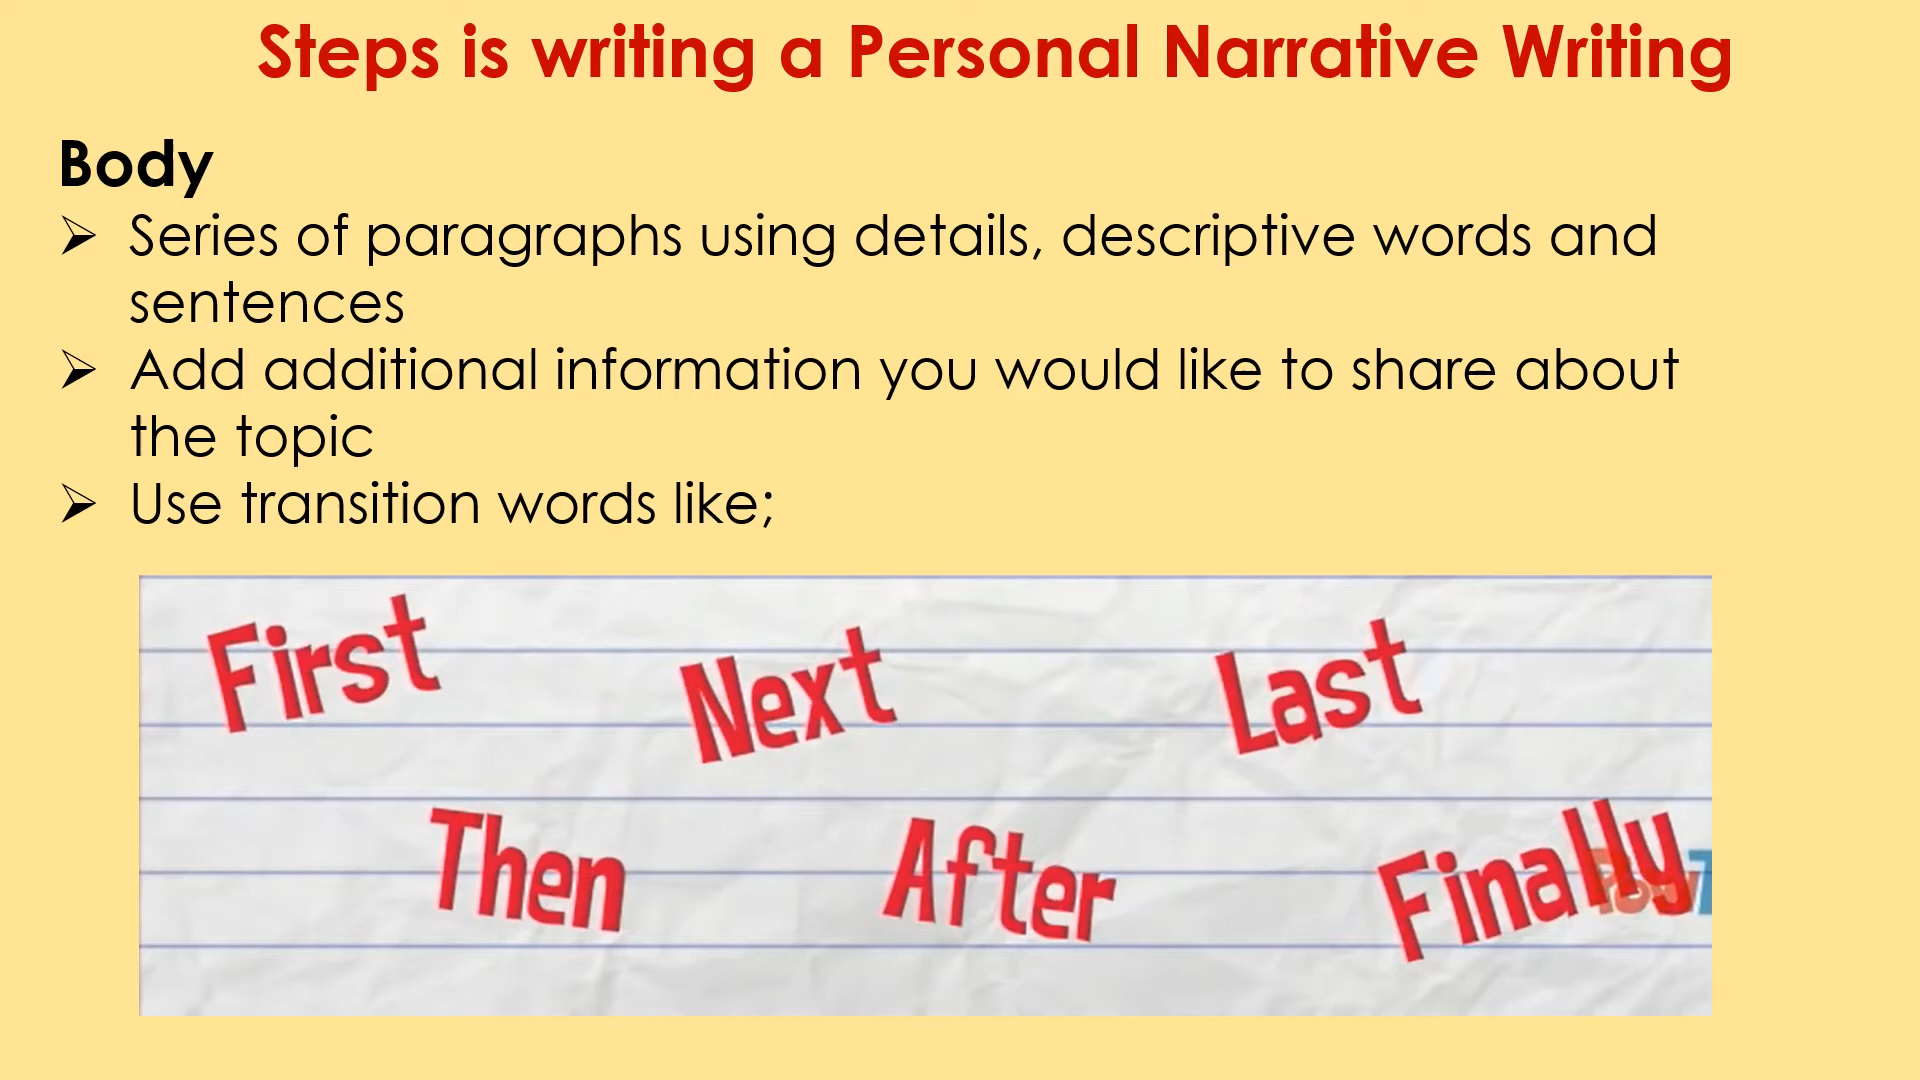 Steps is writing a Personal Narrative Writing
Body
➢ Series of paragraphs using details, descriptive words and
sentences
➢ Add additional information you would like to share about
the topic
➢ Use transition words like;
First Next Last
Then After Finally